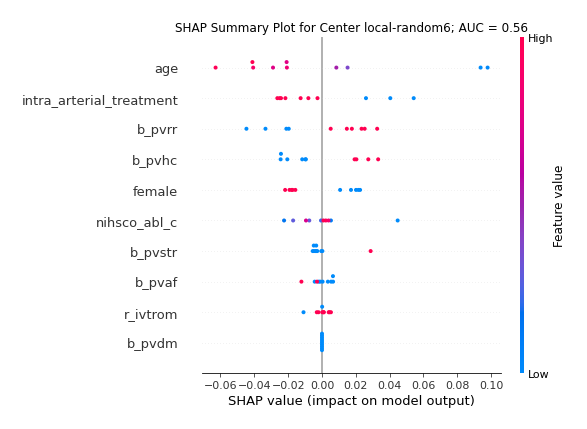 SHAP Summary Plot for Center local-random6; AUC = 0.56
High
age
intra_arterial_treatment
b_pvrr
b_pvhc
female
nihsco_abl_c
b_pvstr
b_pvaf
r_ivtrom
b_pvdm
Feature value
Low
−0.06 −0.04 −0.02 0.00 0.02 0.04 0.06 0.08 0.10
SHAP value (impact on model output)